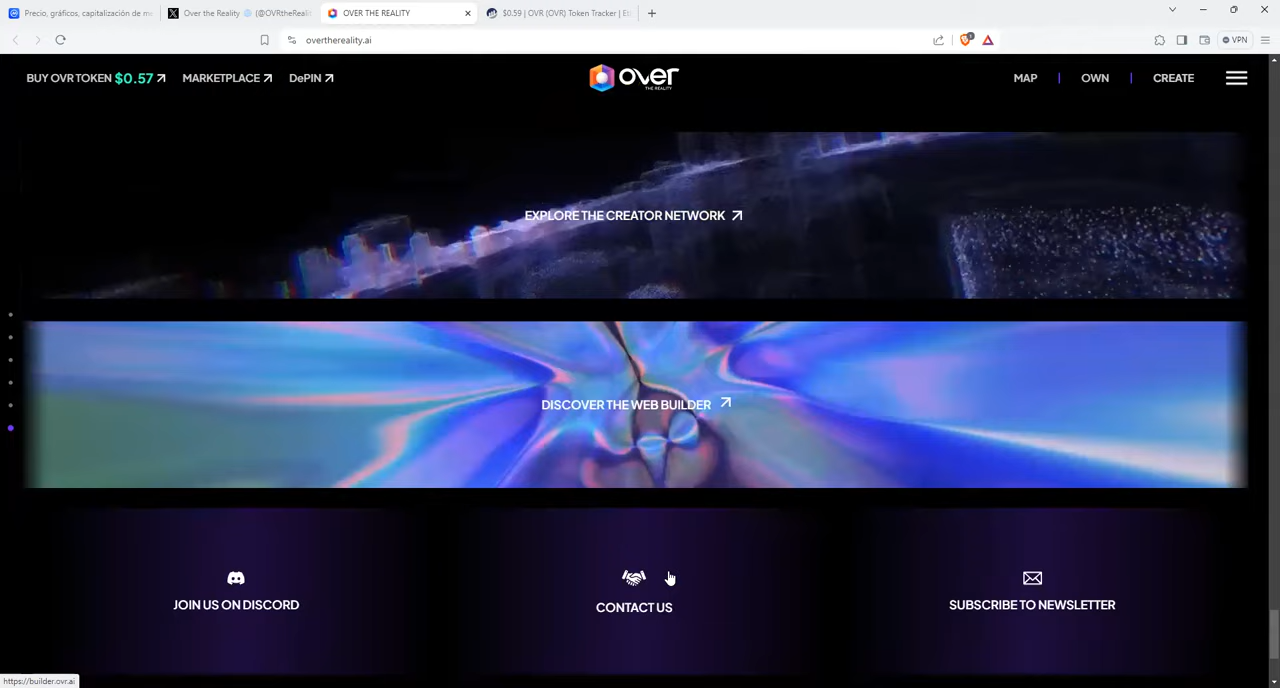 Precio, gráficos, capitalización de m
Over the Reality (@OVRtheReali
OVER THE REALITY
$0.59 | OVR (OVR) Token Tracker | Et
overthereality.ai
1
VPN
BUY OVR TOKEN $0.57
MARKETPLACE
DePIN
over
THE REALITY
MAP | OWN | CREATE
EXPLORE THE CREATOR NETWORK
DISCOVER THE WEB BUILDER
JOIN US ON DISCORD
CONTACT US
SUBSCRIBE TO NEWSLETTER
https://builder.ovr.ai